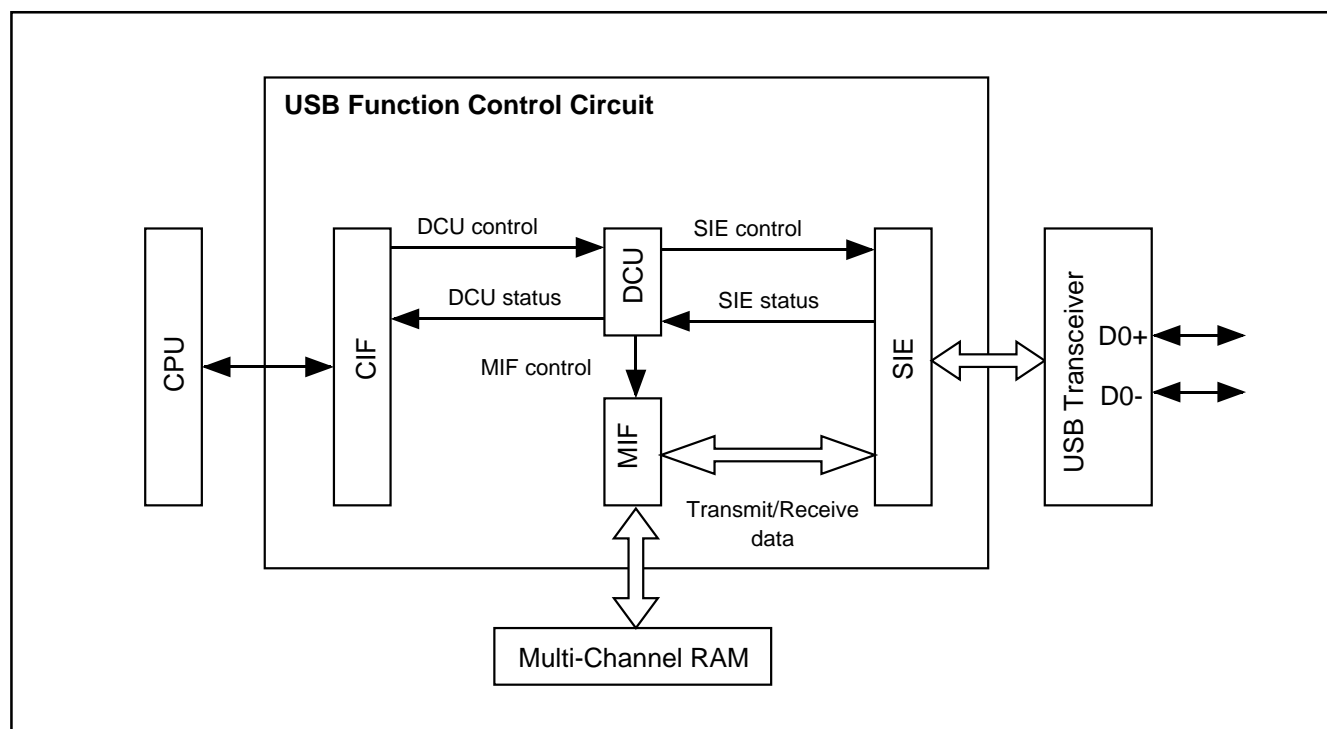 USB Function Control Circuit
DCU control
SIE control
DCU status
SIE status
CPU
CIF
DCU
SIE
USB Transceiver
D0+
D0-
MIF control
MIF
Transmit/Receive
data
Multi-Channel RAM